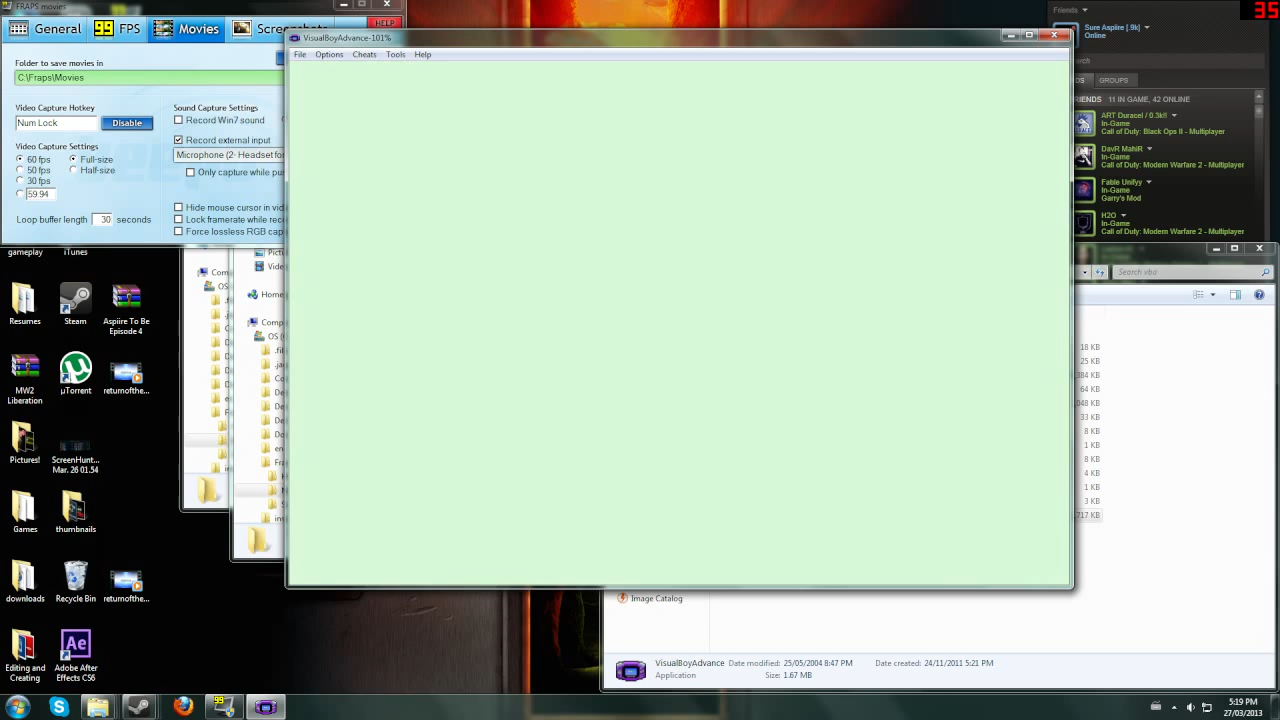 FRAPS movies
General
99 FPS
Movies
Screenshots
HELP
Folder to save movies in
C:\Fraps\Movies
Video Capture Hotkey
Num Lock
Disable
Video Capture Settings
60 fps
50 fps
30 fps
59.94
Full-size
Half-size
Loop buffer length 30 seconds
Sound Capture Settings
Record Win7 sound
Record external input
Microphone (2- Headset for
Only capture while pu
Hide mouse cursor in vid
Lock framerate while rec
Force lossless RGB cap
VisualBoyAdvance-101%
File Options Cheats Tools Help
35
Friends
Sure Aspire [.9k]
Online
GROUPS
11 IN GAME, 42 ONLINE
ART Duracel / 0.3k!!
In-Game
Call of Duty: Black Ops II - Multiplayer
DavR MahiR
In-Game
Call of Duty: Modern Warfare 2 - Multiplayer
Fable Unifyy
In-Game
Garry's Mod
H2O
In-Game
Call of Duty: Modern Warfare 2 - Multiplayer
Search vba
18 KB
25 KB
,384 KB
64 KB
,048 KB
33 KB
8 KB
1 KB
8 KB
4 KB
1 KB
3 KB
717 KB
Image Catalog
VisualBoyAdvance Date modified: 25/05/2004 8:47 PM Date created: 24/11/2011 5:21 PM
Application Size: 1.67 MB
gameplay
iTunes
Resumes
Steam
Aspiire To Be
Episode 4
MW2
Liberation
µTorrent
returnofthe...
Pictures!
ScreenHunt...
Mar. 26 01.54
Games
thumbnails
downloads
Recycle Bin
returnofthe...
Editing and
Creating
Adobe After
Effects CS6
Home
Comp
OS (
5:19 PM
27/03/2013